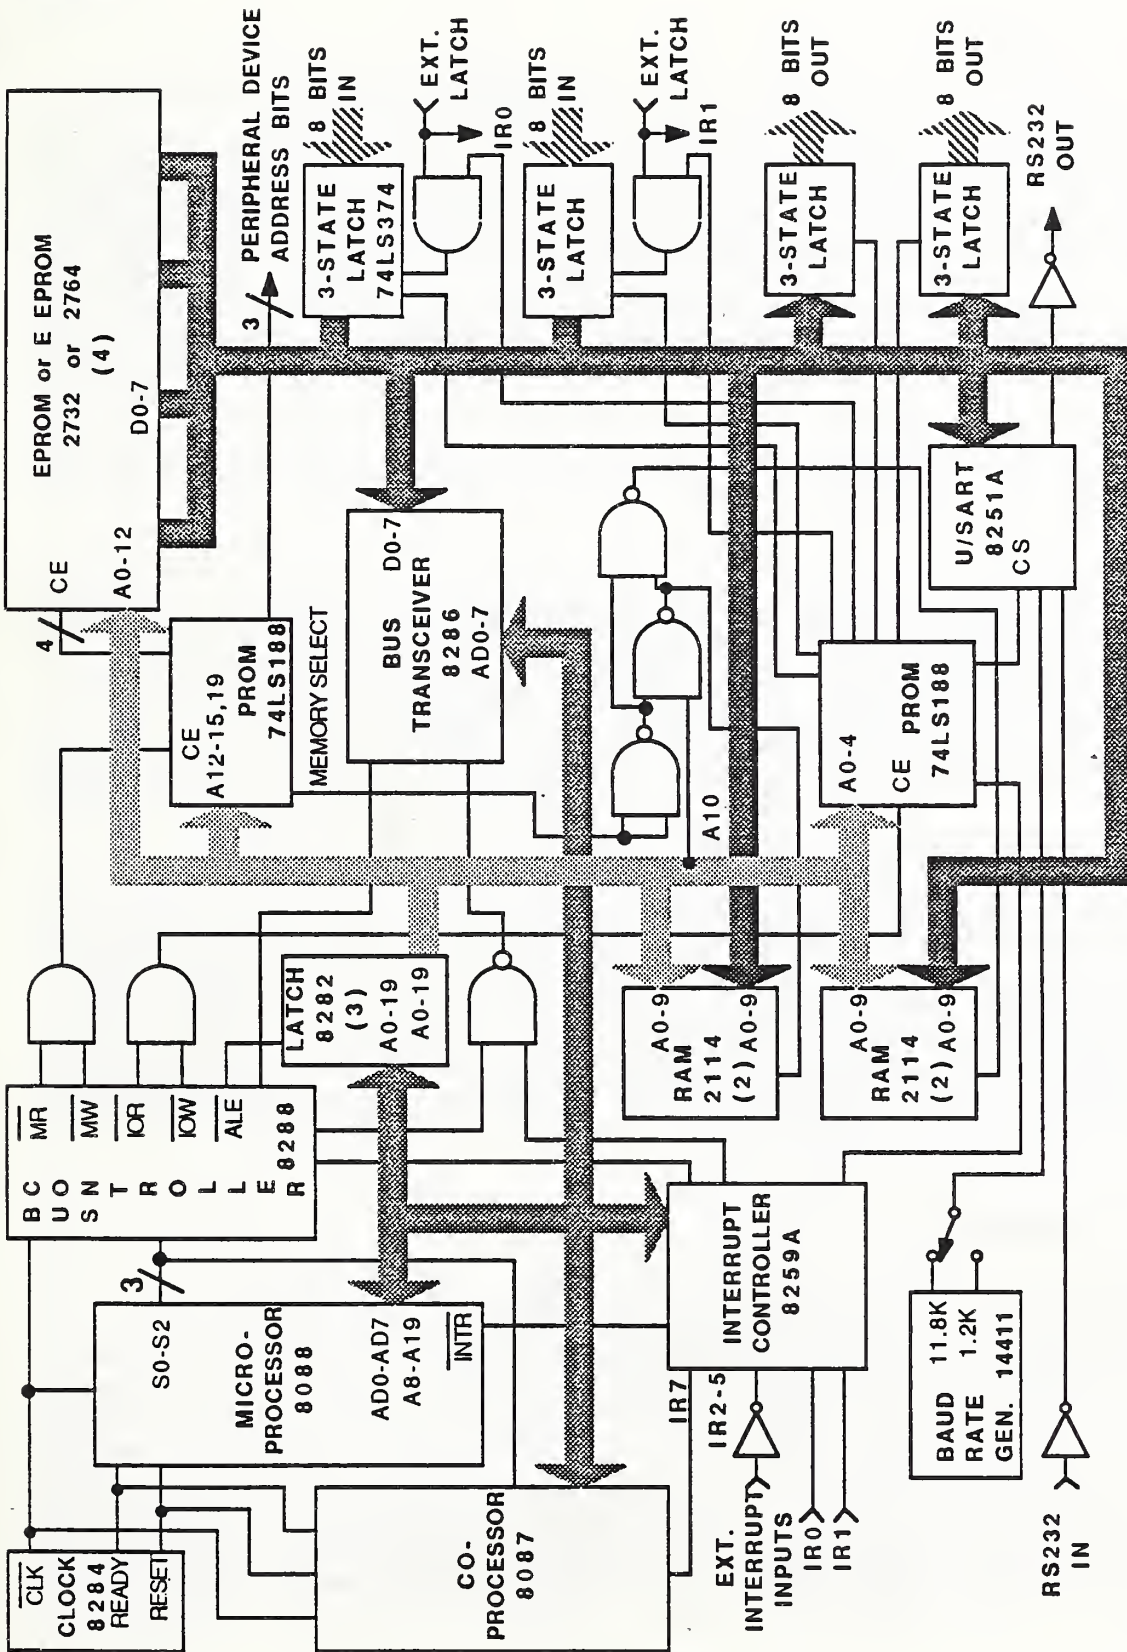 CLK
CLOCK
8284
READY
RESET
CO-
PROCESSOR
8087
MICRO-
PROCESSOR
8088
S0-S2
AD0-AD7
A8-A19
INTR
3
BUS
CONTROLLER
8288
MR
MW
IOR
IOW
ALE
LATCH
8282
(3)
A0-19
A0-19
CE
A12-15,19
PROM
74LS188
MEMORY SELECT
4
CE
A0-12
EPROM or E EPROM
2732 or 2764
(4)
D0-7
3
PERIPHERAL DEVICE
ADDRESS BITS
BUS
TRANSCEIVER
8286
D0-7
AD0-7
3-STATE
LATCH
74LS374
8 BITS
IN
EXT.
LATCH
IR0
3-STATE
LATCH
8 BITS
IN
EXT.
LATCH
IR1
3-STATE
LATCH
8 BITS
OUT
3-STATE
LATCH
8 BITS
OUT
A10
A0-9
RAM
2114
(2) A0-9
A0-9
RAM
2114
(2) A0-9
A0-4
CE PROM
74LS188
U/SART
8251A
CS
RS232
OUT
INTERRUPT
CONTROLLER
8259A
IR7
IR2-5
EXT.
INTERRUPT
INPUTS
IR0
IR1
BAUD 11.8K
RATE 1.2K
GEN. 14411
RS232
IN